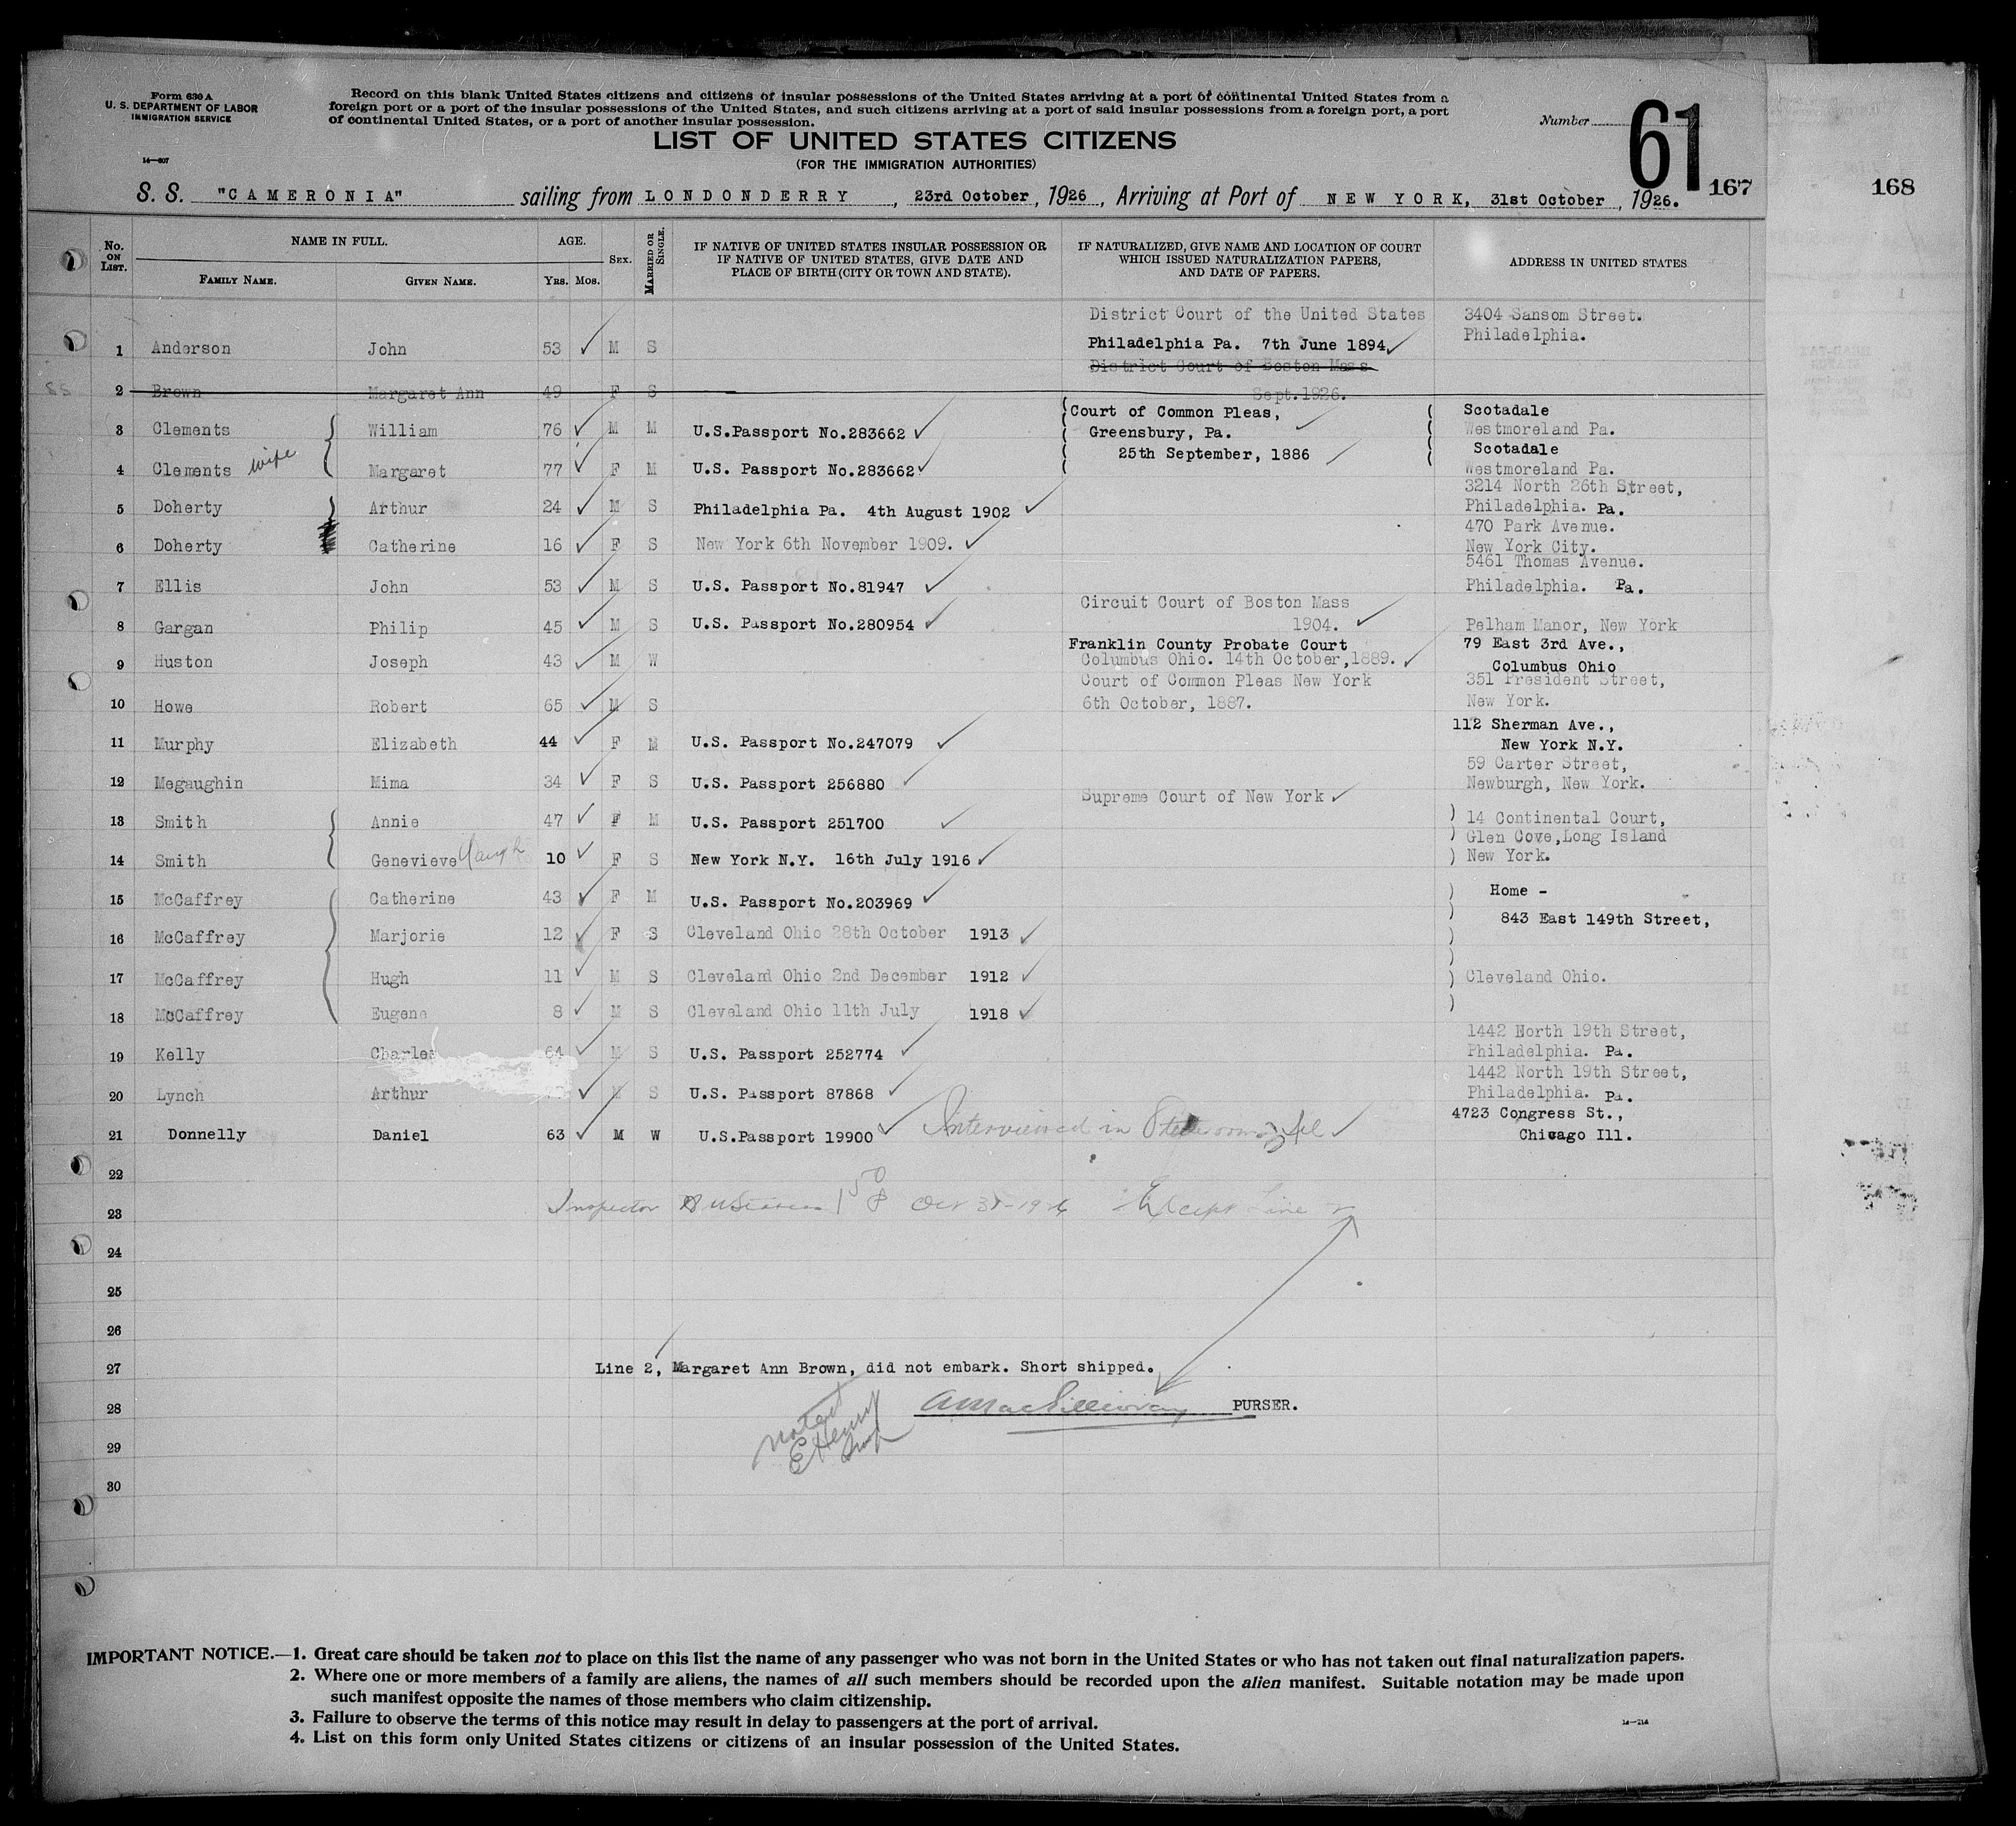 Form 630 A
U. S. DEPARTMENT OF LABOR
IMMIGRATION SERVICE
14—807
Record on this blank United States citizens and citizens of insular possessions of the United States arriving at a port of continental United States from a
foreign port or a port of the insular possessions of the United States, and such citizens arriving at a port of said insular possessions from a foreign port, a port
of continental United States, or a port of another insular possession.
LIST OF UNITED STATES CITIZENS
(FOR THE IMMIGRATION AUTHORITIES)
Number 61
167
168
S. S. "CAMERONIA" sailing from LONDONDERRY, 23rd October, 1926, Arriving at Port of NEW YORK, 31st October, 1926.
No. ON LIST.
NAME IN FULL.
FAMILY NAME.
GIVEN NAME.
AGE.
YRS. MOS.
SEX.
MARRIED OR SINGLE.
IF NATIVE OF UNITED STATES INSULAR POSSESSION OR
IF NATIVE OF UNITED STATES, GIVE DATE AND
PLACE OF BIRTH (CITY OR TOWN AND STATE).
IF NATURALIZED, GIVE NAME AND LOCATION OF COURT
WHICH ISSUED NATURALIZATION PAPERS,
AND DATE OF PAPERS.
ADDRESS IN UNITED STATES
District Court of the United States 3404 Sansom Street.
1 Anderson John 53 M S Philadelphia Pa. 7th June 1894 Philadelphia.
District Court of Boston Mass
2 Brown Margaret Ann 49 F S Sept.1926.
3 Clements William 76 M M U.S.Passport No.283662 Court of Common Pleas, Scotadale
Greensbury, Pa. Westmoreland Pa.
4 Clements wife Margaret 77 F M U.S. Passport No.283662 25th September, 1886 Scotadale
Westmoreland Pa.
5 Doherty Arthur 24 M S Philadelphia Pa. 4th August 1902 3214 North 26th Street,
Philadelphia. Pa.
6 Doherty Catherine 16 F S New York 6th November 1909. 470 Park Avenue.
New York City.
7 Ellis John 53 M S U.S. Passport No.81947 5461 Thomas Avenue.
Philadelphia. Pa.
Circuit Court of Boston Mass
8 Gargan Philip 45 M S U.S. Passport No.280954 1904. Pelham Manor, New York
Franklin County Probate Court 79 East 3rd Ave.,
9 Huston Joseph 43 M W Columbus Ohio. 14th October,1889. Columbus Ohio
Court of Common Pleas New York 351 President Street,
10 Howe Robert 65 M S 6th October, 1887. New York.
112 Sherman Ave.,
11 Murphy Elizabeth 44 F M U.S. Passport No.247079 New York N.Y.
59 Carter Street,
12 Megaughin Mima 34 F S U.S. Passport 256880 Newburgh, New York.
Supreme Court of New York
13 Smith Annie 47 F M U.S. Passport 251700 14 Continental Court,
Glen Cove,Long Island
14 Smith Genevieve 10 F S New York N.Y. 16th July 1916 New York.
15 McCaffrey Catherine 43 F M U.S. Passport No.203969 Home -
843 East 149th Street,
16 McCaffrey Marjorie 12 F S Cleveland Ohio 28th October 1913
17 McCaffrey Hugh 11 M S Cleveland Ohio 2nd December 1912 Cleveland Ohio.
18 McCaffrey Eugene 8 M S Cleveland Ohio 11th July 1918
1442 North 19th Street,
19 Kelly Charles 64 M S U.S. Passport 252774 Philadelphia. Pa.
1442 North 19th Street,
20 Lynch Arthur M S U.S. Passport 87868 Philadelphia. Pa.
4723 Congress St.,
21 Donnelly Daniel 63 M W U.S.Passport 19900 Interviewed in Chicago Ill.
22
23 Inspector Oct 31-1926 Except Line 2
24
25
26
27 Line 2, Margaret Ann Brown, did not embark. Short shipped.
28 PURSER.
noted
E Henry
Insp
29
30
IMPORTANT NOTICE.—1. Great care should be taken not to place on this list the name of any passenger who was not born in the United States or who has not taken out final naturalization papers.
2. Where one or more members of a family are aliens, the names of all such members should be recorded upon the alien manifest. Suitable notation may be made upon
such manifest opposite the names of those members who claim citizenship.
3. Failure to observe the terms of this notice may result in delay to passengers at the port of arrival.
4. List on this form only United States citizens or citizens of an insular possession of the United States.